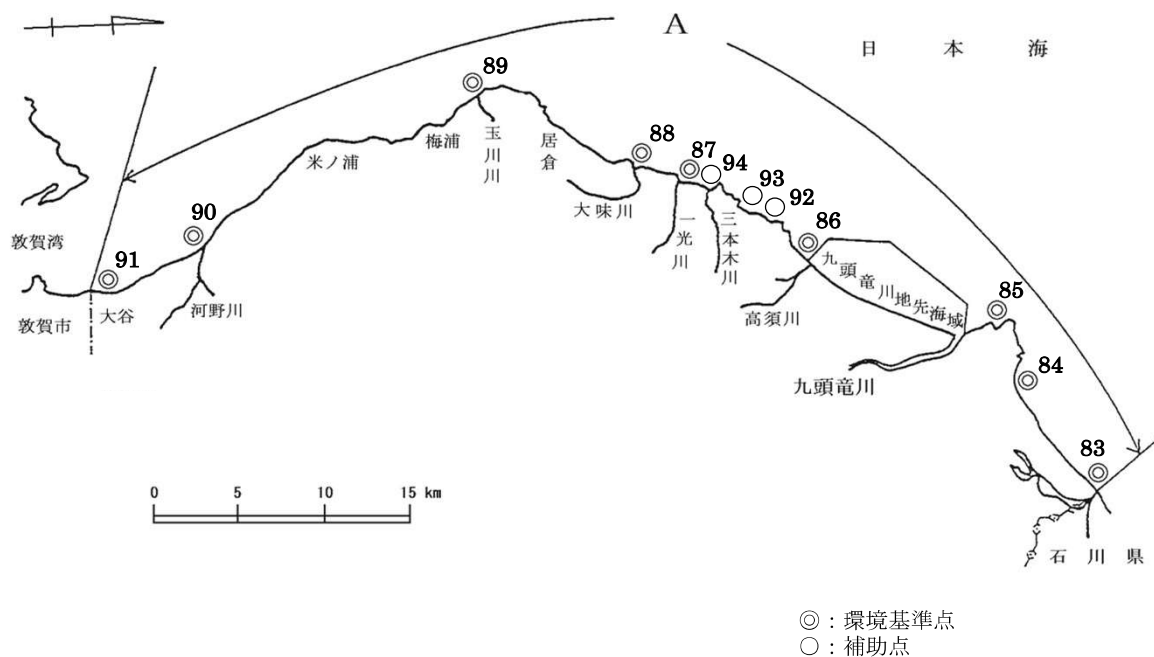 A
日本海
89
88
87
94
93
92
86
85
84
83
90
91
梅浦
玉川川
居倉
米ノ浦
大味川
一光川
三本木川
九頭竜川地先海域
高須川
九頭竜川
敦賀湾
敦賀市
大谷
河野川
石川県
0 5 10 15 km
◎：環境基準点
○：補助点